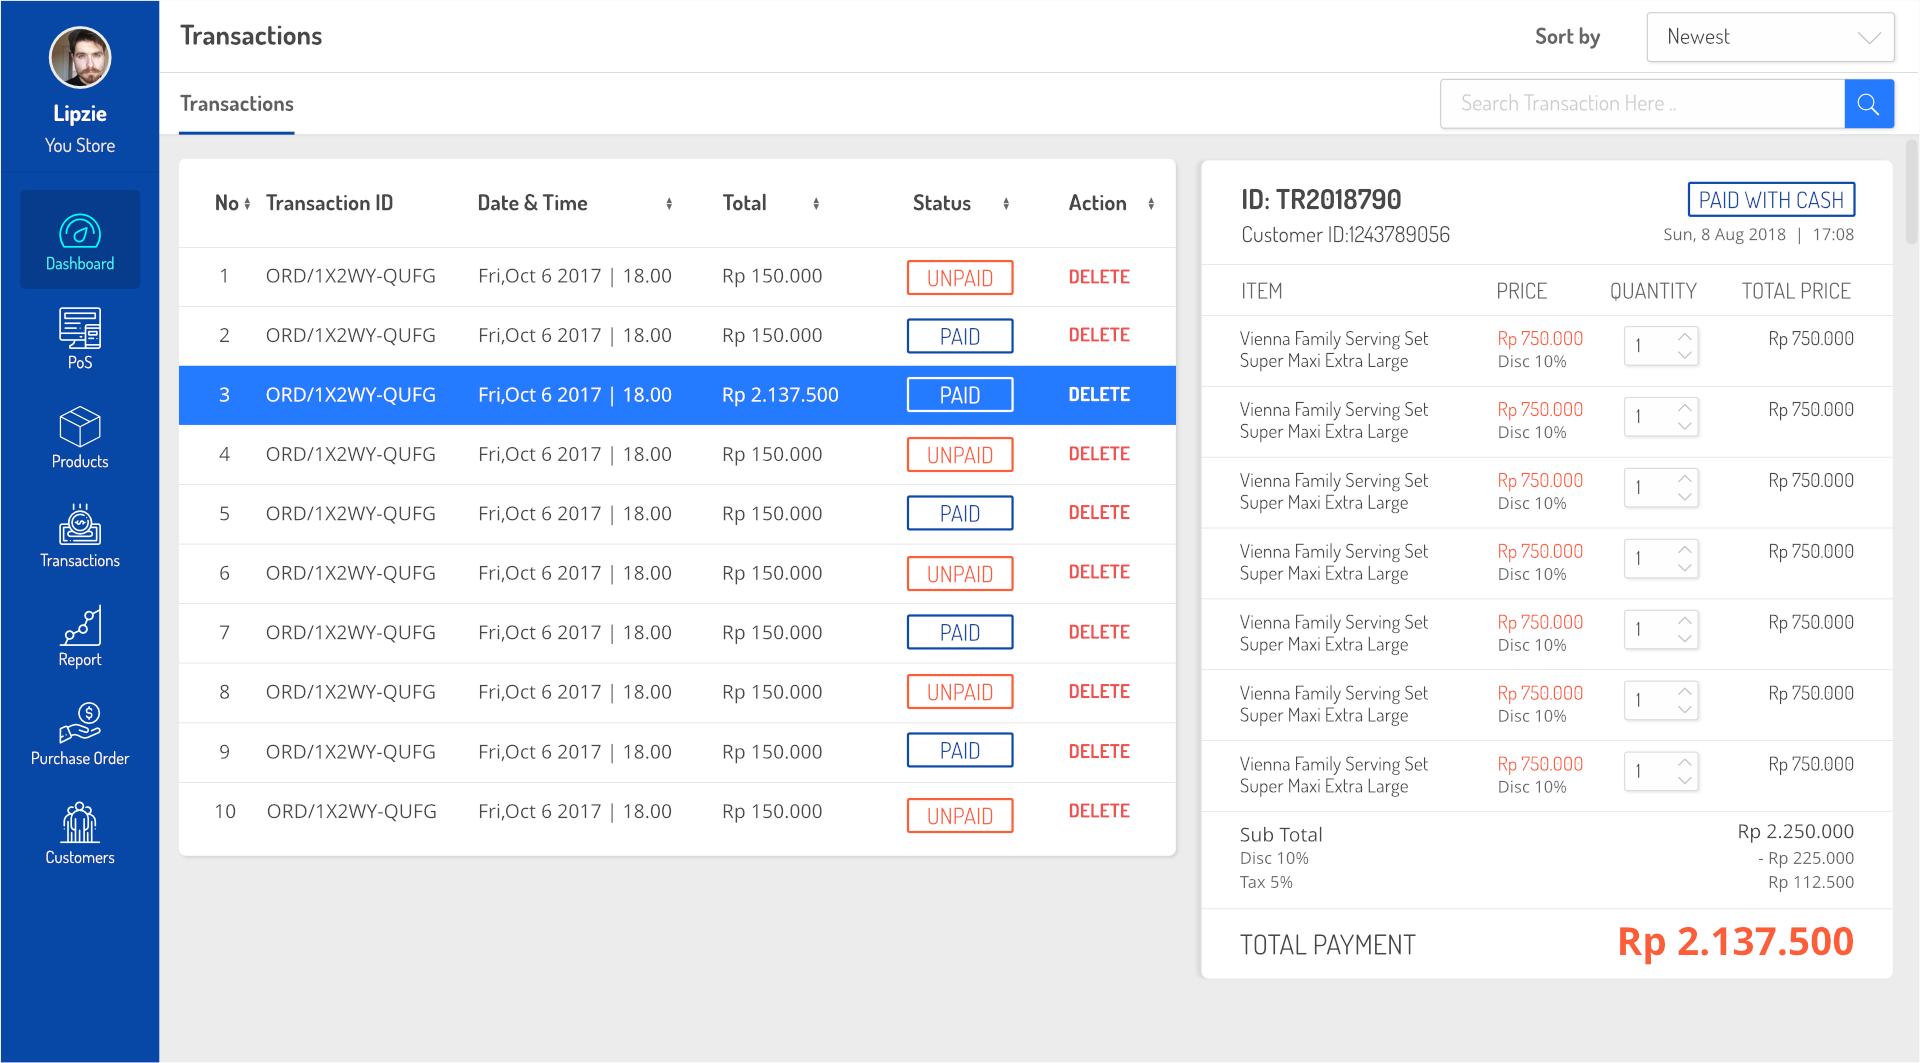 Lipzie
You Store
Dashboard
PoS
Products
Transactions
Report
Purchase Order
Customers
Transactions
Sort by
Newest
Transactions
Search Transaction Here ..
No Transaction ID Date & Time Total Status Action
1 ORD/1X2WY-QUFG Fri,Oct 6 2017 | 18.00 Rp 150.000 UNPAID DELETE
2 ORD/1X2WY-QUFG Fri,Oct 6 2017 | 18.00 Rp 150.000 PAID DELETE
3 ORD/1X2WY-QUFG Fri,Oct 6 2017 | 18.00 Rp 2.137.500 PAID DELETE
4 ORD/1X2WY-QUFG Fri,Oct 6 2017 | 18.00 Rp 150.000 UNPAID DELETE
5 ORD/1X2WY-QUFG Fri,Oct 6 2017 | 18.00 Rp 150.000 PAID DELETE
6 ORD/1X2WY-QUFG Fri,Oct 6 2017 | 18.00 Rp 150.000 UNPAID DELETE
7 ORD/1X2WY-QUFG Fri,Oct 6 2017 | 18.00 Rp 150.000 PAID DELETE
8 ORD/1X2WY-QUFG Fri,Oct 6 2017 | 18.00 Rp 150.000 UNPAID DELETE
9 ORD/1X2WY-QUFG Fri,Oct 6 2017 | 18.00 Rp 150.000 PAID DELETE
10 ORD/1X2WY-QUFG Fri,Oct 6 2017 | 18.00 Rp 150.000 UNPAID DELETE
ID: TR2018790 PAID WITH CASH
Customer ID:1243789056 Sun, 8 Aug 2018 | 17:08
ITEM PRICE QUANTITY TOTAL PRICE
Vienna Family Serving Set Rp 750.000 1 Rp 750.000
Super Maxi Extra Large Disc 10%
Vienna Family Serving Set Rp 750.000 1 Rp 750.000
Super Maxi Extra Large Disc 10%
Vienna Family Serving Set Rp 750.000 1 Rp 750.000
Super Maxi Extra Large Disc 10%
Vienna Family Serving Set Rp 750.000 1 Rp 750.000
Super Maxi Extra Large Disc 10%
Vienna Family Serving Set Rp 750.000 1 Rp 750.000
Super Maxi Extra Large Disc 10%
Vienna Family Serving Set Rp 750.000 1 Rp 750.000
Super Maxi Extra Large Disc 10%
Vienna Family Serving Set Rp 750.000 1 Rp 750.000
Super Maxi Extra Large Disc 10%
Sub Total Rp 2.250.000
Disc 10% - Rp 225.000
Tax 5% Rp 112.500
TOTAL PAYMENT Rp 2.137.500